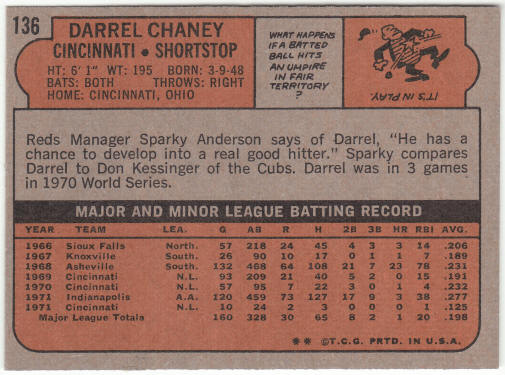 136
DARREL CHANEY
CINCINNATI • SHORTSTOP
HT: 6' 1" WT: 195 BORN: 3-9-48
BATS: BOTH THROWS: RIGHT
HOME: CINCINNATI, OHIO
WHAT HAPPENS
IF A BATTED
BALL HITS
AN UMPIRE
IN FAIR
TERRITORY?
IT'S IN PLAY.
Reds Manager Sparky Anderson says of Darrel, "He has a
chance to develop into a real good hitter." Sparky compares
Darrel to Don Kessinger of the Cubs. Darrel was in 3 games
in 1970 World Series.
MAJOR AND MINOR LEAGUE BATTING RECORD
YEAR TEAM LEA. G AB R H 2B 3B HR RBI AVG.
1966 Sioux Falls North. 57 218 24 45 4 3 3 14 .206
1967 Knoxville South. 26 90 10 17 0 1 1 7 .189
1968 Asheville South. 132 468 64 108 21 7 23 78 .231
1969 Cincinnati N.L. 93 209 21 40 5 2 0 15 .191
1970 Cincinnati N.L. 57 95 7 22 3 0 1 4 .232
1971 Indianapolis A.A. 120 459 73 127 17 9 3 38 .277
1971 Cincinnati N.L. 10 24 2 3 0 0 0 1 .125
Major League Totals 160 328 30 65 8 2 1 20 .198
** ©T.C.G. PRTD. IN U.S.A.